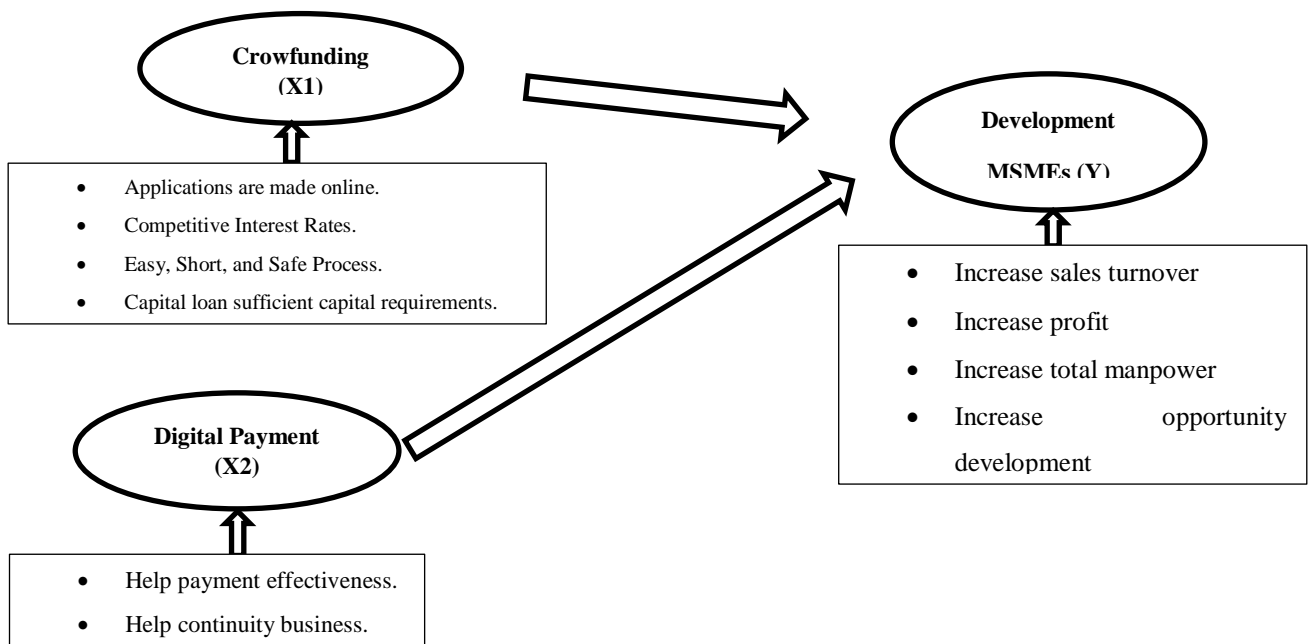 Crowfunding
(X1)
• Applications are made online.
• Competitive Interest Rates.
• Easy, Short, and Safe Process.
• Capital loan sufficient capital requirements.
Development
MSMEs (Y)
• Increase sales turnover
• Increase profit
• Increase total manpower
• Increase opportunity
development
Digital Payment
(X2)
• Help payment effectiveness.
• Help continuity business.